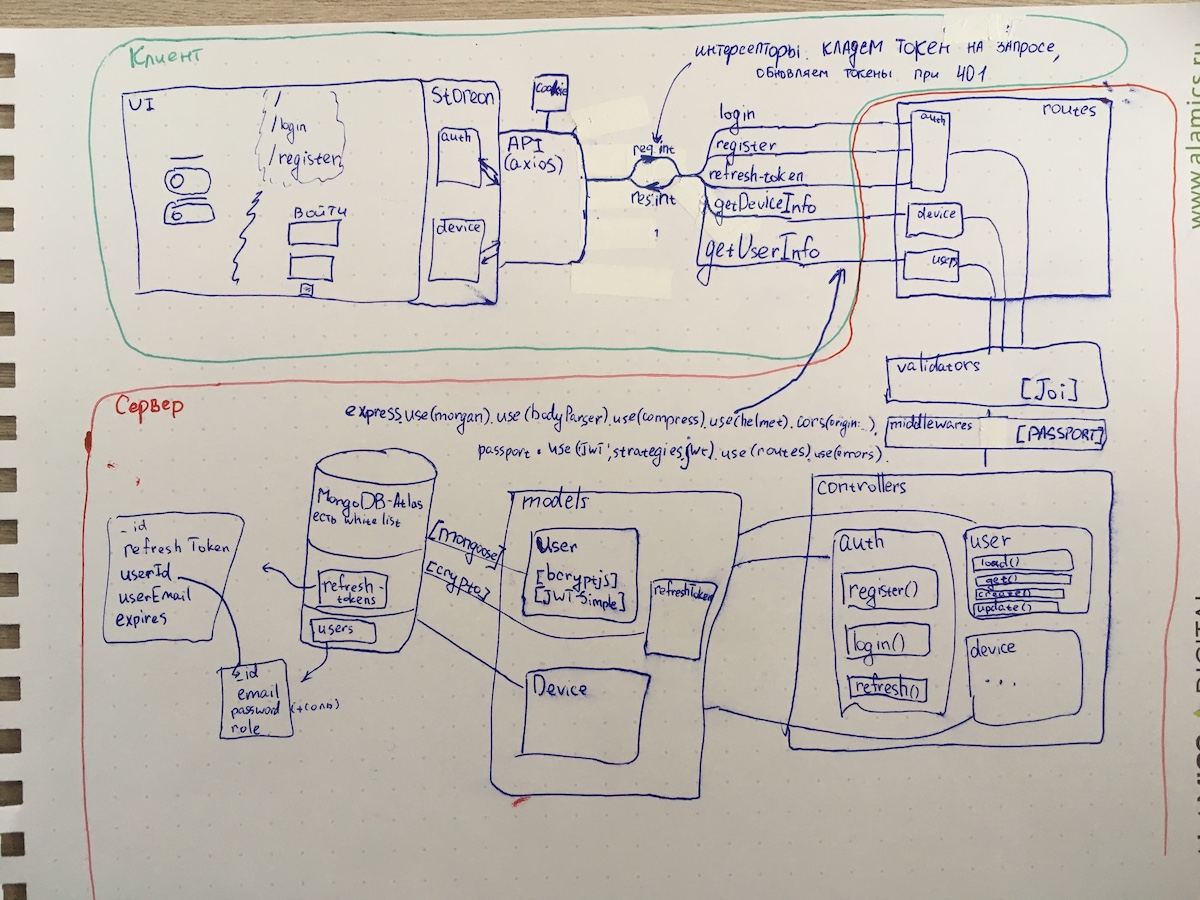 Клиент
UI
/
/login
/register
ВОЙТИ
Storeon
auth
device
cookie
API
(axios)
интерсепторы. кладем токен на запросе,
обновляем токены при 401
req.int
res.int
login
register
refresh-token
getDeviceInfo
getUserInfo
routes
auth
device
users
validators
[Joi]
middlewares
[PASSPORT]
Сервер
express.use(morgan).use(bodyParser).use(compress).use(helmet).cors(origin:...).
passport.use('jwt', strategies.jwt).use(routes).use(errors).
MongoDB-Atlas
есть white list
refresh-
tokens
users
_id
refresh Token
userId
userEmail
expires
_id
email
password (+соль)
role
[mongoose]
[crypto]
models
User
[bcryptjs]
[JWT-Simple]
refreshToken
Device
controllers
auth
register()
login()
refresh()
user
load()
get()
create()
update()
device
...
www.alamics.ru